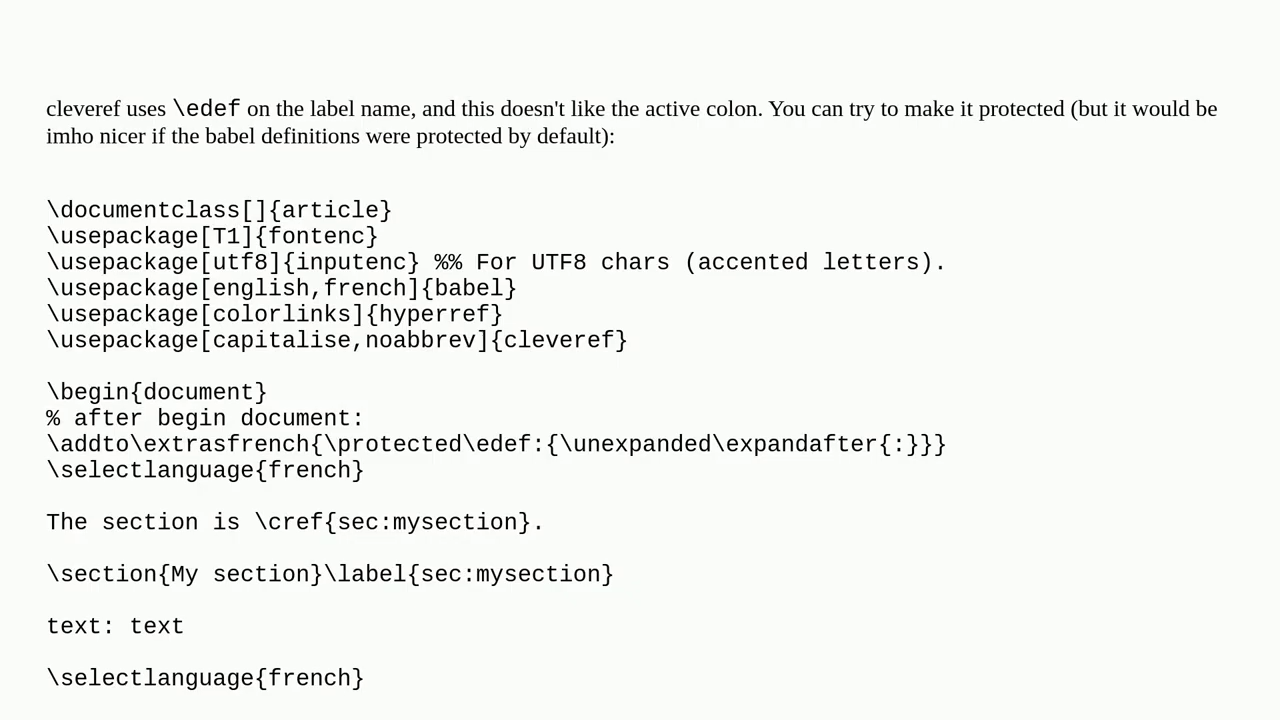 cleveref uses \edef on the label name, and this doesn't like the active colon. You can try to make it protected (but it would be
imho nicer if the babel definitions were protected by default):
\documentclass[]{article}
\usepackage[T1]{fontenc}
\usepackage[utf8]{inputenc} %% For UTF8 chars (accented letters).
\usepackage[english,french]{babel}
\usepackage[colorlinks]{hyperref}
\usepackage[capitalise,noabbrev]{cleveref}
\begin{document}
% after begin document:
\addto\extrasfrench{\protected\edef:{\unexpanded\expandafter{:}}}
\selectlanguage{french}
The section is \cref{sec:mysection}.
\section{My section}\label{sec:mysection}
text: text
\selectlanguage{french}